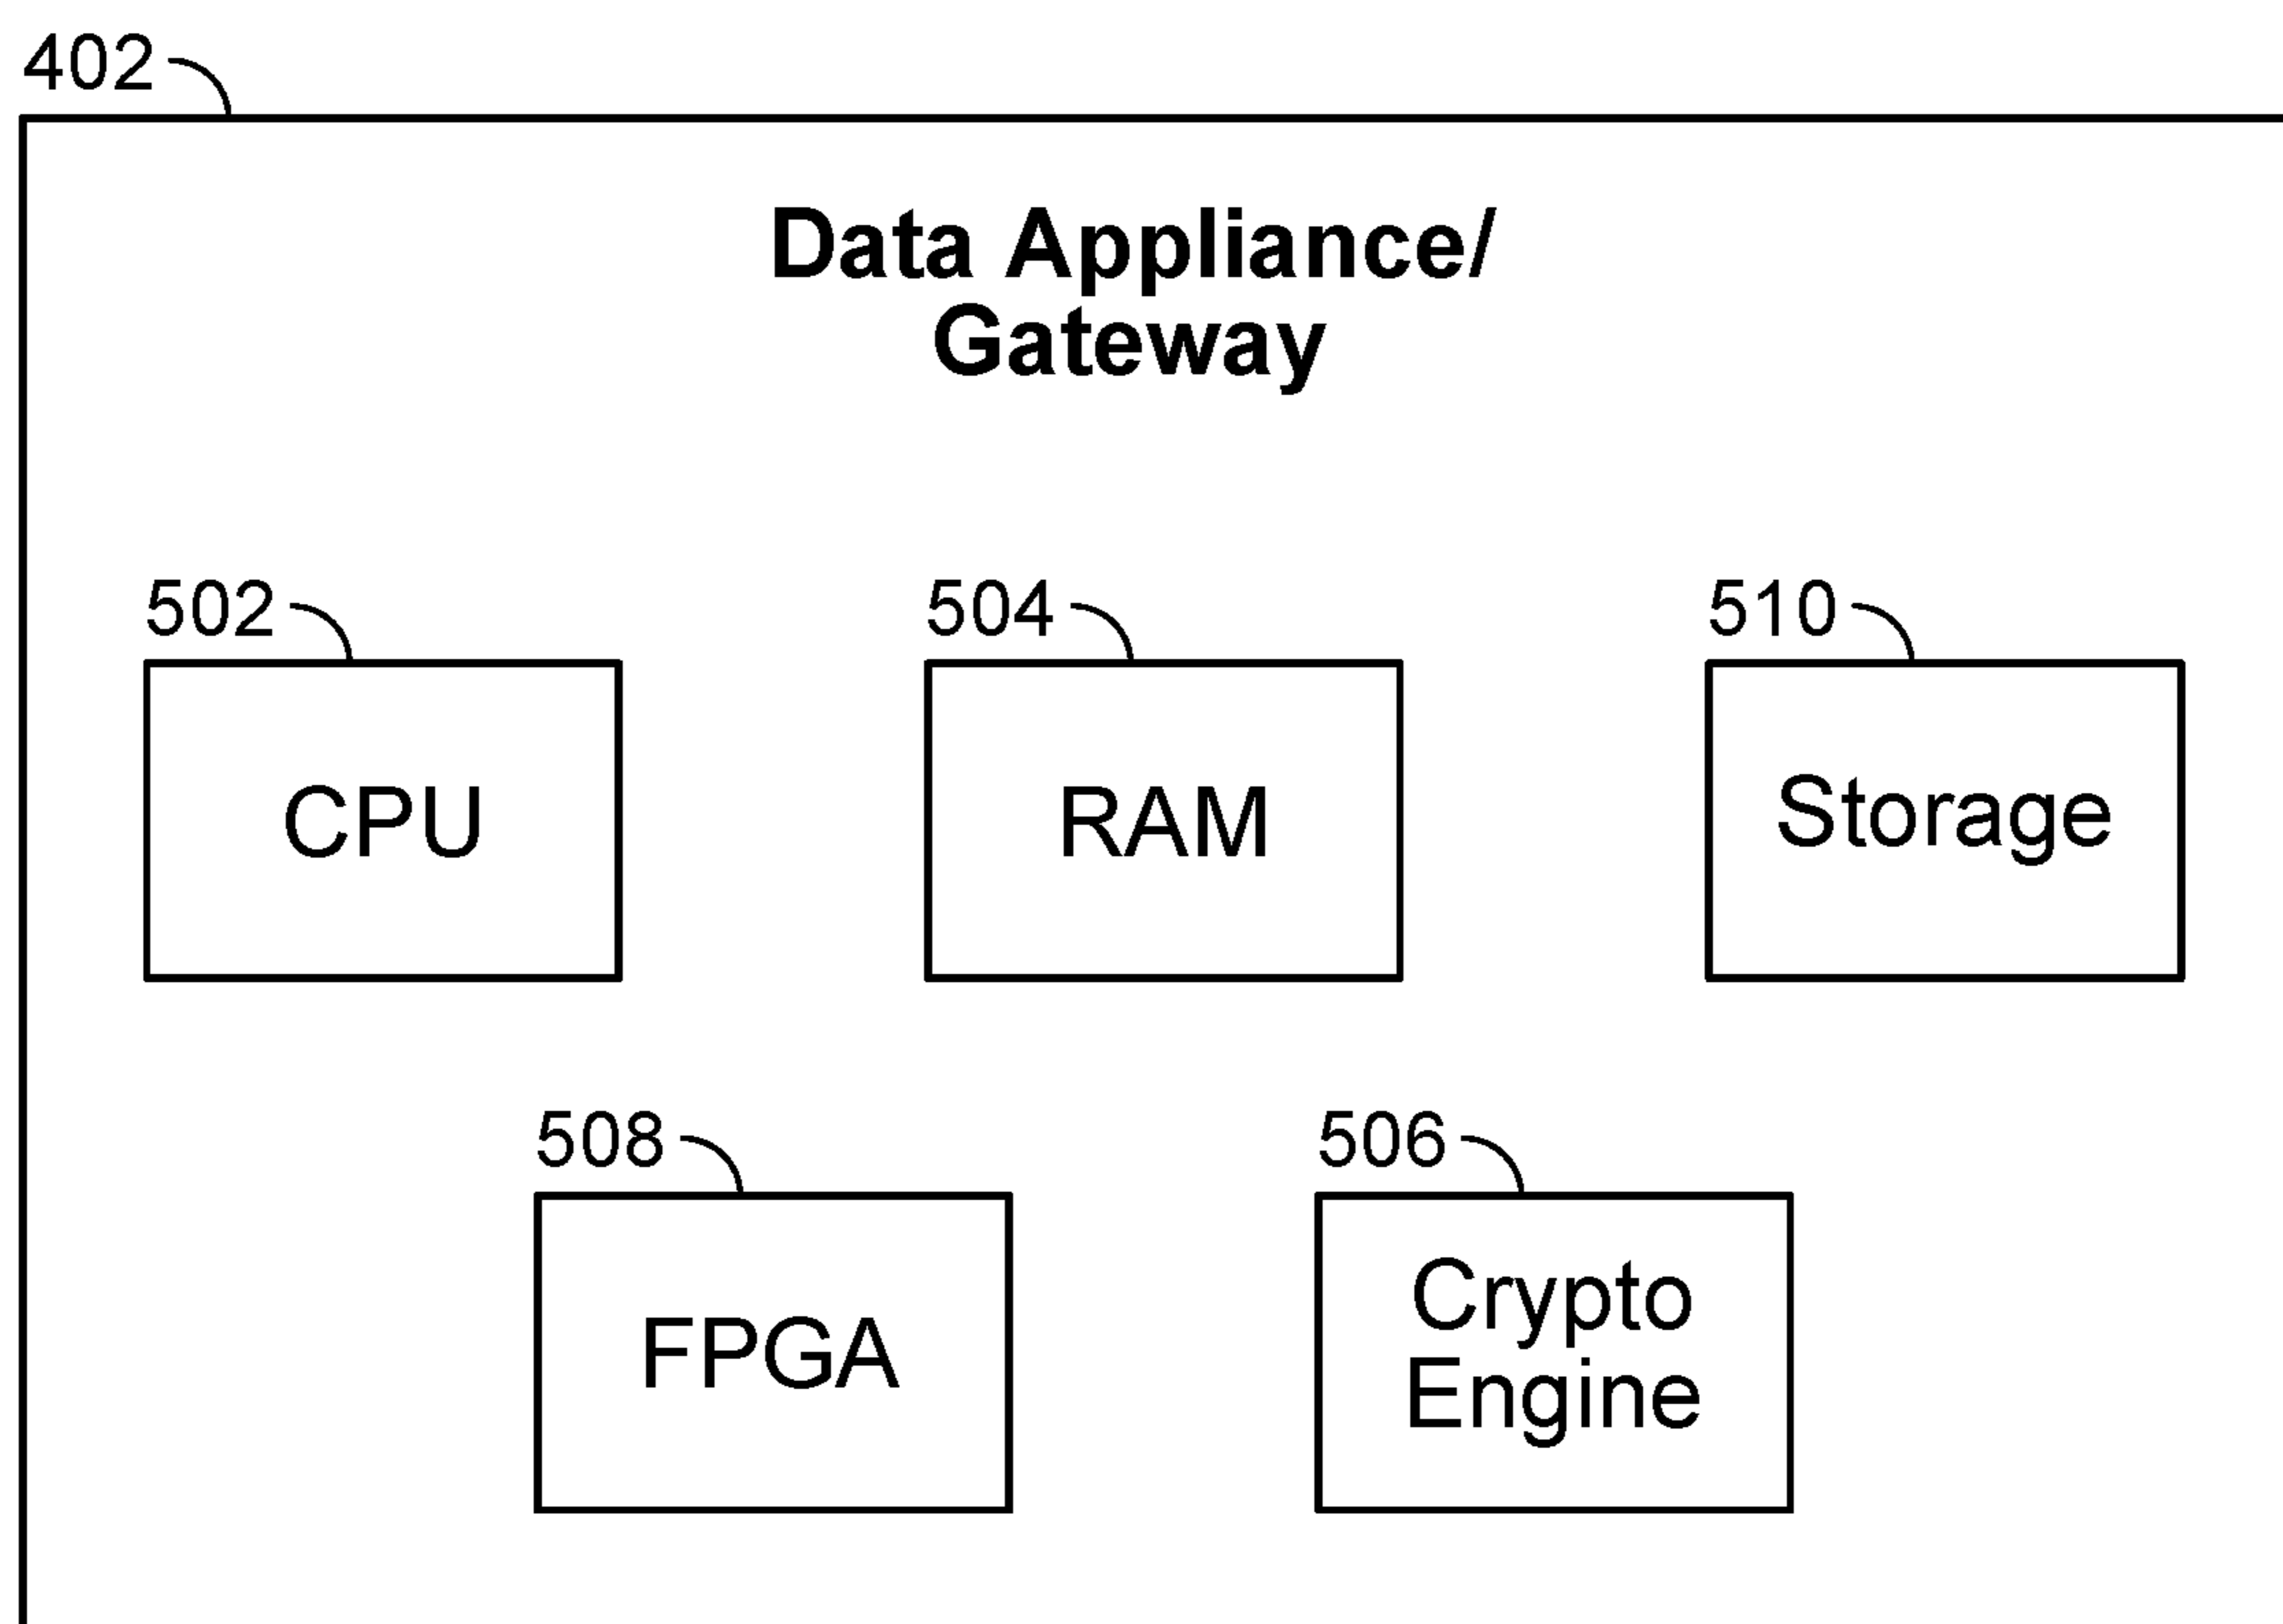 402
Data Appliance/
Gateway
502
504
510
CPU
RAM
Storage
508
506
FPGA
Crypto
Engine